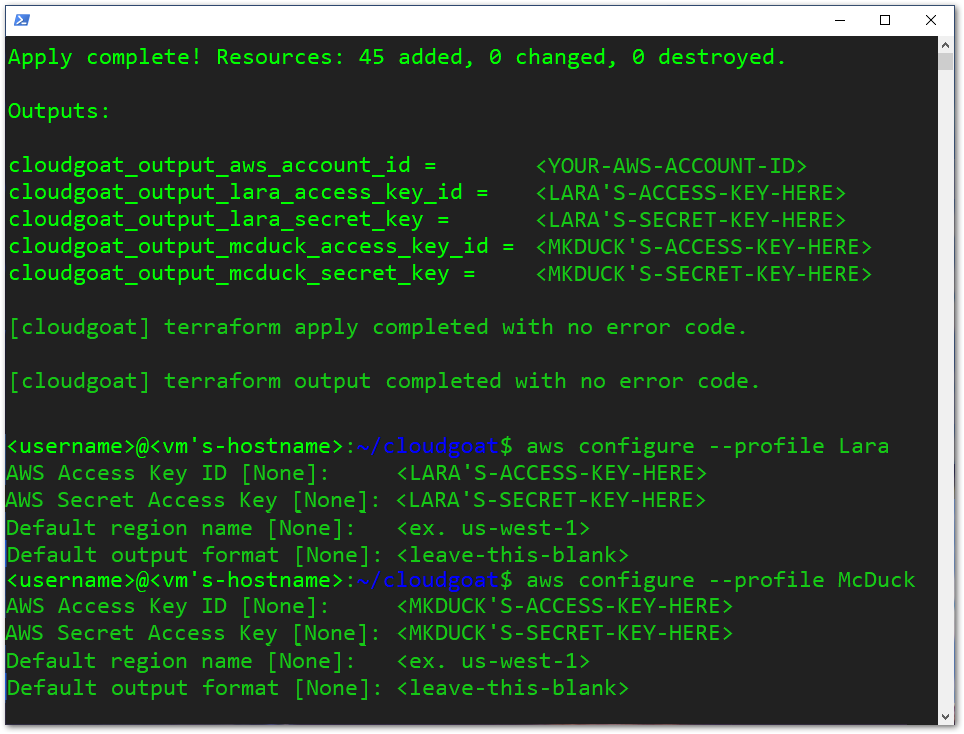 Apply complete! Resources: 45 added, 0 changed, 0 destroyed.
Outputs:
cloudgoat_output_aws_account_id = <YOUR-AWS-ACCOUNT-ID>
cloudgoat_output_lara_access_key_id = <LARA'S-ACCESS-KEY-HERE>
cloudgoat_output_lara_secret_key = <LARA'S-SECRET-KEY-HERE>
cloudgoat_output_mcduck_access_key_id = <MKDUCK'S-ACCESS-KEY-HERE>
cloudgoat_output_mcduck_secret_key = <MKDUCK'S-SECRET-KEY-HERE>
[cloudgoat] terraform apply completed with no error code.
[cloudgoat] terraform output completed with no error code.
<username>@<vm's-hostname>:~/cloudgoat$ aws configure --profile Lara
AWS Access Key ID [None]: <LARA'S-ACCESS-KEY-HERE>
AWS Secret Access Key [None]: <LARA'S-SECRET-KEY-HERE>
Default region name [None]: <ex. us-west-1>
Default output format [None]: <leave-this-blank>
<username>@<vm's-hostname>:~/cloudgoat$ aws configure --profile McDuck
AWS Access Key ID [None]: <MKDUCK'S-ACCESS-KEY-HERE>
AWS Secret Access Key [None]: <MKDUCK'S-SECRET-KEY-HERE>
Default region name [None]: <ex. us-west-1>
Default output format [None]: <leave-this-blank>